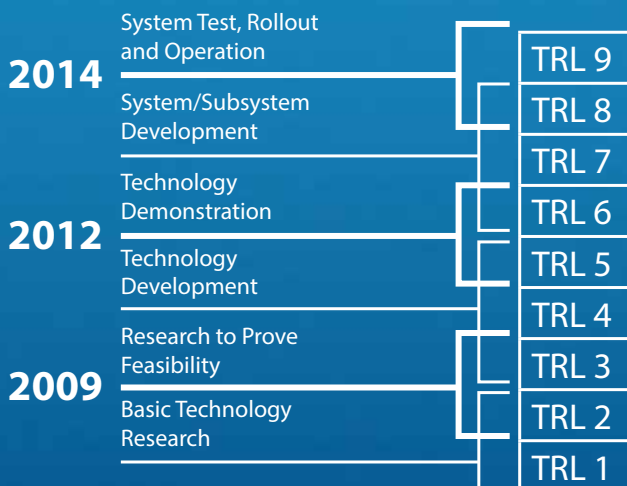 System Test, Rollout
and Operation
2014
System/Subsystem
Development
Technology
Demonstration
2012
Technology
Development
Research to Prove
Feasibility
2009
Basic Technology
Research
TRL 9
TRL 8
TRL 7
TRL 6
TRL 5
TRL 4
TRL 3
TRL 2
TRL 1